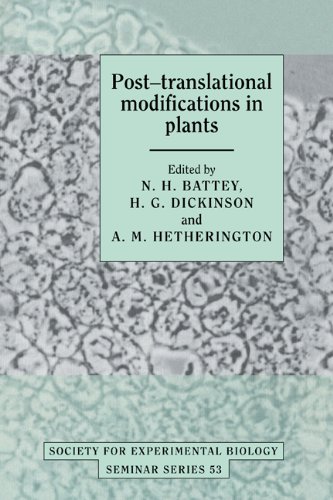 Post–translational
modifications in
plants
Edited by
N. H. BATTEY,
H. G. DICKINSON
and
A. M. HETHERINGTON
SOCIETY FOR EXPERIMENTAL BIOLOGY
SEMINAR SERIES 53